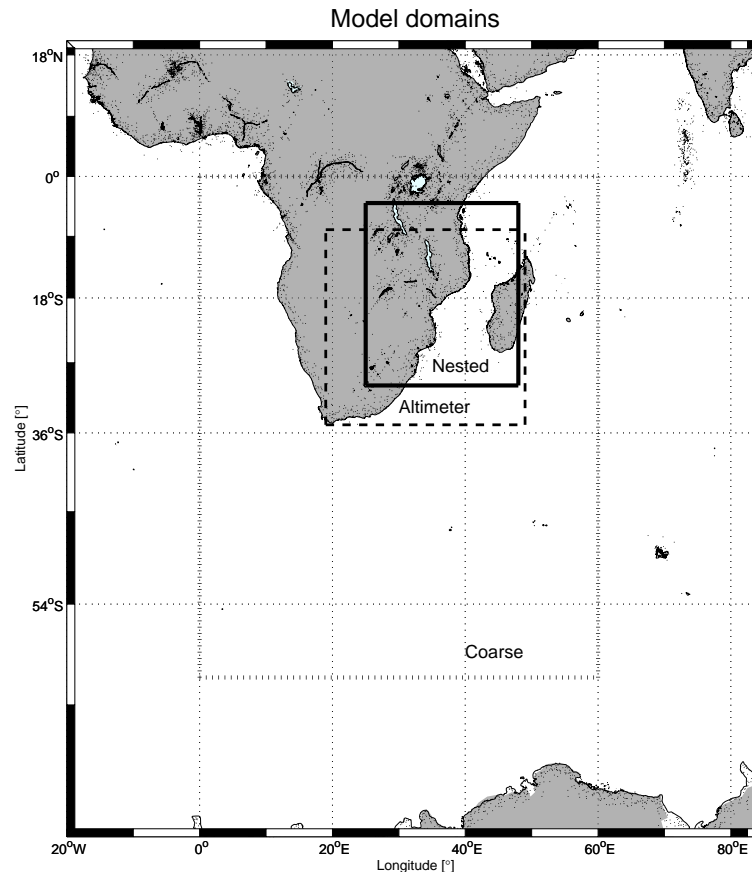 Model domains
18°N
0°
18°S
36°S
54°S
Latitude [°]
Nested
Altimeter
Coarse
20°W
0°
20°E
40°E
60°E
80°E
Longitude [°]